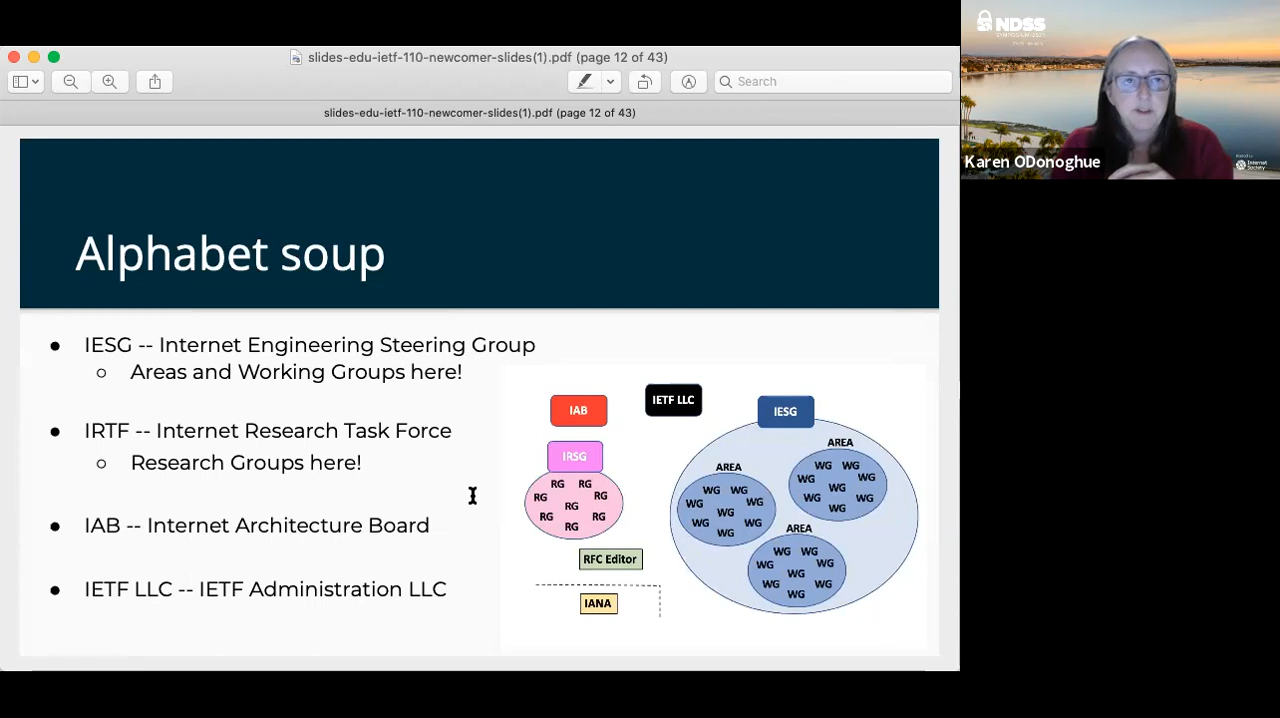 slides-edu-ietf-110-newcomer-slides(1).pdf (page 12 of 43)
Search
slides-edu-ietf-110-newcomer-slides(1).pdf (page 12 of 43)
Alphabet soup
● IESG -- Internet Engineering Steering Group
○ Areas and Working Groups here!
● IRTF -- Internet Research Task Force
○ Research Groups here!
● IAB -- Internet Architecture Board
● IETF LLC -- IETF Administration LLC
IAB
IETF LLC
IESG
IRSG
RG RG
RG RG
RG
RG RG
RG
RFC Editor
IANA
AREA
WG WG
WG WG
WG
WG WG
WG
AREA
WG WG
WG WG
WG
WG WG
WG
AREA
WG WG
WG WG
WG
WG WG
WG
NDSS
Karen ODonoghue
Internet
Society